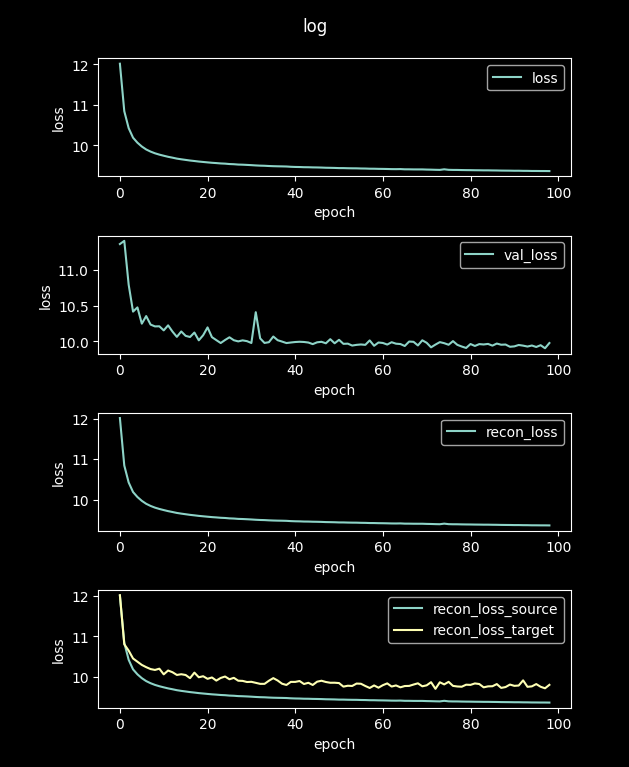 log
12
11
10
loss
loss
0 20 40 60 80 100
epoch
11.0
10.5
10.0
loss
val_loss
0 20 40 60 80 100
epoch
12
11
10
loss
recon_loss
0 20 40 60 80 100
epoch
12
11
10
loss
recon_loss_source
recon_loss_target
0 20 40 60 80 100
epoch